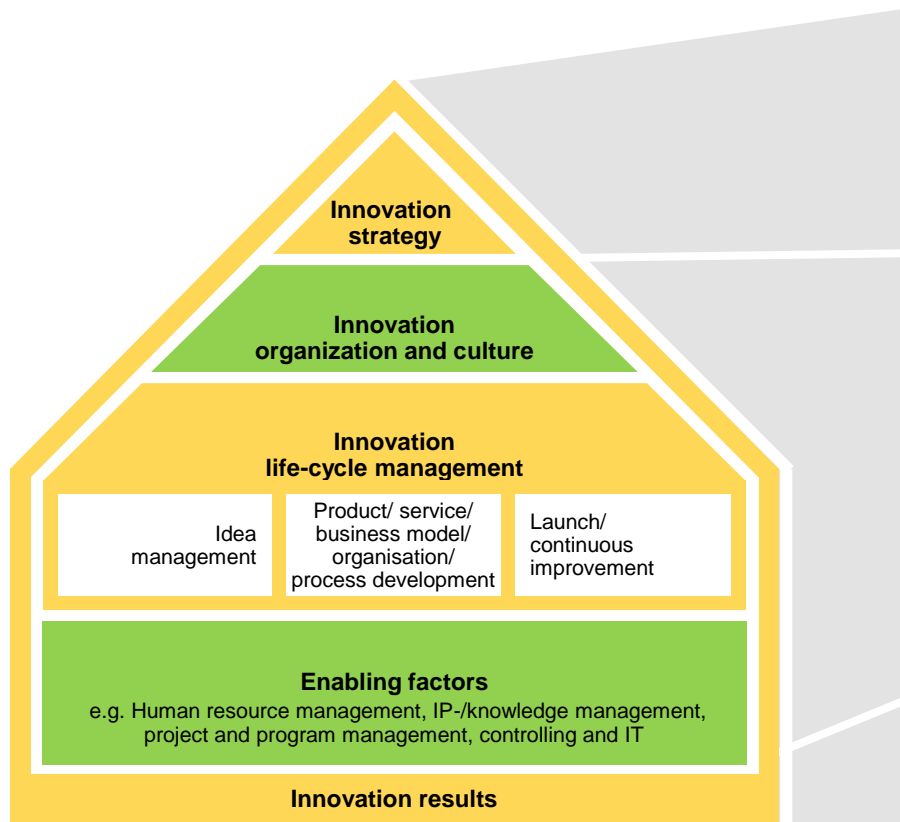 Innovation
strategy
Innovation
organization and culture
Innovation
life-cycle management
Idea
management
Product/ service/
business model/
organisation/
process development
Launch/
continuous
improvement
Enabling factors
e.g. Human resource management, IP-/knowledge management,
project and program management, controlling and IT
Innovation results